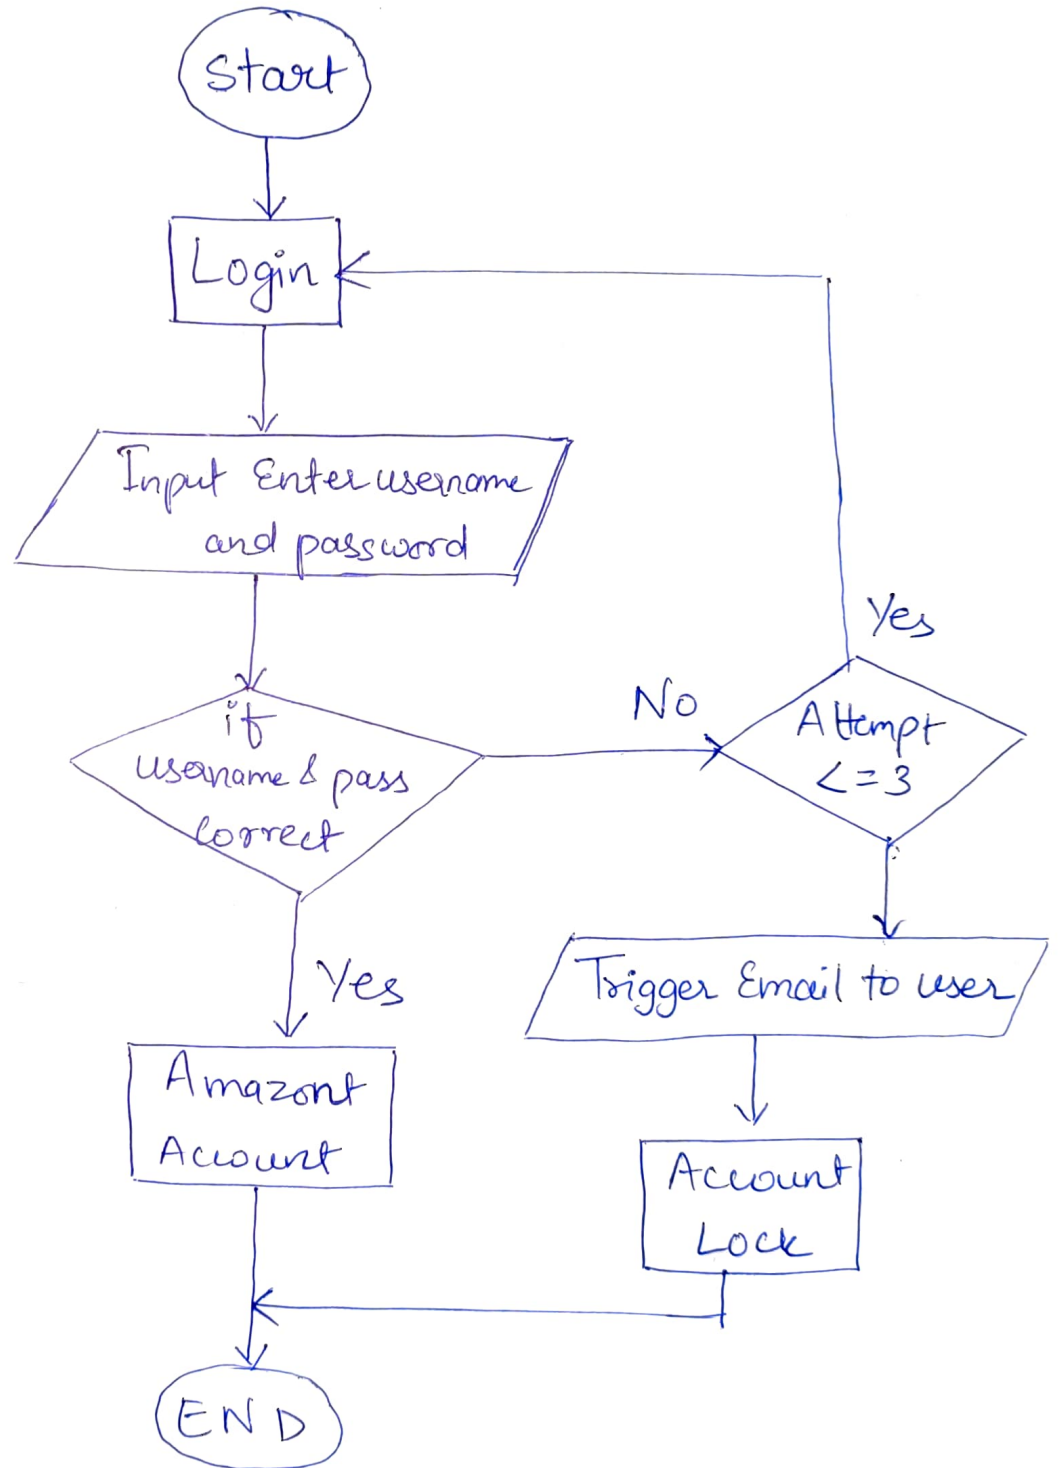 Start
Login
Input Enter username
and password
if
username & pass
correct
No
Yes
Attempt
<=3
Yes
Trigger Email to user
Amazont
Account
Account
Lock
END